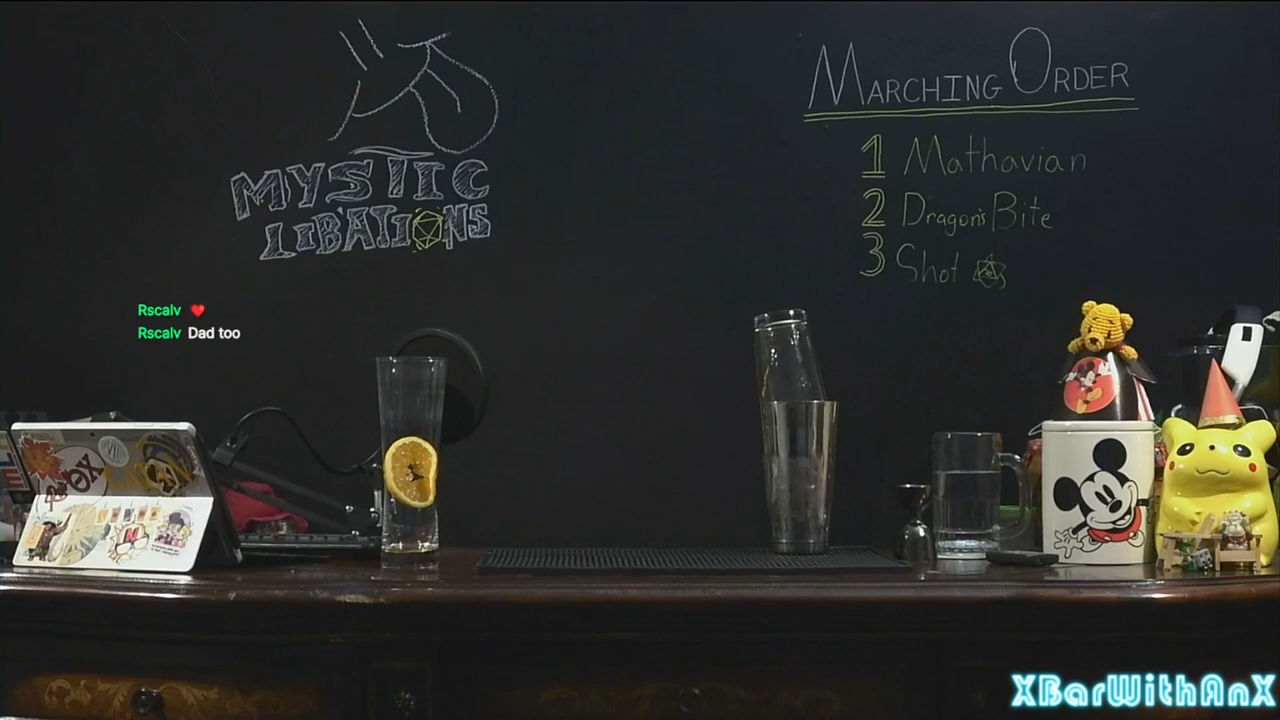 MYSTIC
LIBATIONS
MARCHING ORDER
1 Mathavian
2 Dragon's Bite
3 Shot
Rscalv ❤️
Rscalv Dad too
XBarWithAnX